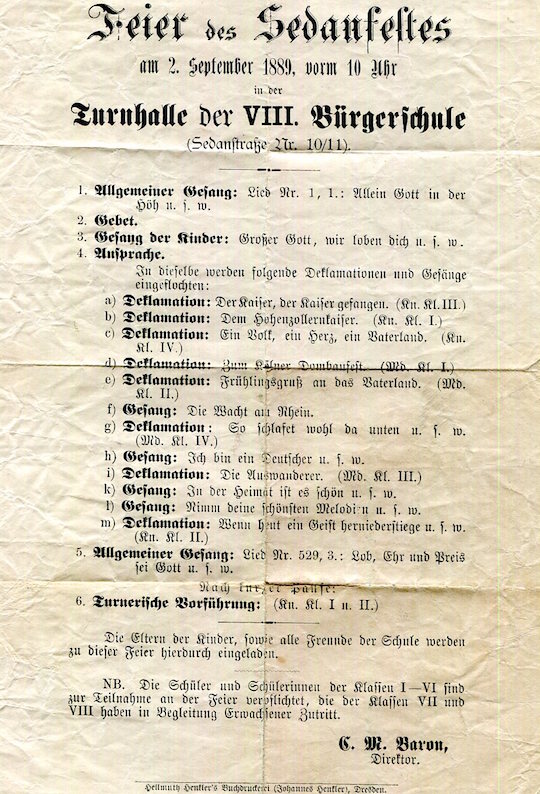 Feier des Sedanfestes
am 2. September 1889, vorm 10 Uhr
in der
Turnhalle der VIII. Bürgerschule
(Sedanstraße Nr. 10/11).
1. Allgemeiner Gesang: Lied Nr. 1, 1.: Allein Gott in der
Höh u. s. w.
2. Gebet.
3. Gesang der Kinder: Großer Gott, wir loben dich u. s. w.
4. Ansprache.
In dieselbe werden folgende Deklamationen und Gesänge
eingeflochten:
a) Deklamation: Der Kaiser, der Kaiser gefangen. (Kn. Kl. III.)
b) Deklamation: Dem Hohenzollernkaiser. (Kn. Kl. I.)
c) Deklamation: Ein Volk, ein Herz, ein Vaterland. (Kn.
Kl. IV.)
d) Deklamation: Zum Kölner Dombaufest. (Md. Kl. I.)
e) Deklamation: Frühlingsgruß an das Vaterland. (Md.
Kl. II.)
f) Gesang: Die Wacht am Rhein.
g) Deklamation: So schlafet wohl da unten u. s. w.
(Md. Kl. IV.)
h) Gesang: Ich bin ein Deutscher u. s. w.
i) Deklamation: Die Auswanderer. (Md. Kl. III.)
k) Gesang: In der Heimat ist es schön u. s. w.
l) Gesang: Nimm deine schönsten Melodien u. s. w.
m) Deklamation: Wenn heut ein Geist herniederstiege u. s. w.
(Kn. Kl. II.)
5. Allgemeiner Gesang: Lied Nr. 529, 3.: Lob, Ehr und Preis
sei Gott u. s. w.
Nach kurzer Pause:
6. Turnerische Vorführung: (Kn. Kl. I u. II.)
Die Eltern der Kinder, sowie alle Freunde der Schule werden
zu dieser Feier hierdurch eingeladen.
NB. Die Schüler und Schülerinnen der Klassen I—VI sind
zur Teilnahme an der Feier verpflichtet, die der Klassen VII und
VIII haben in Begleitung Erwachsener Zutritt.
C. M. Baron,
Direktor.
Hellmuth Henkler's Buchdruckerei (Johannes Henkler), Dresden.